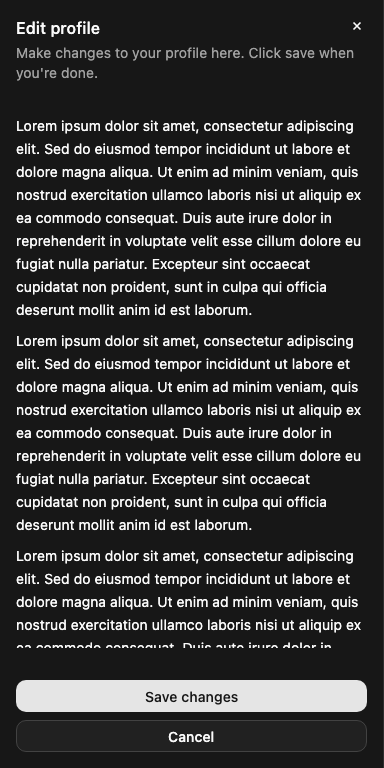 Edit profile
Make changes to your profile here. Click save when
you're done.
Lorem ipsum dolor sit amet, consectetur adipiscing
elit. Sed do eiusmod tempor incididunt ut labore et
dolore magna aliqua. Ut enim ad minim veniam, quis
nostrud exercitation ullamco laboris nisi ut aliquip ex
ea commodo consequat. Duis aute irure dolor in
reprehenderit in voluptate velit esse cillum dolore eu
fugiat nulla pariatur. Excepteur sint occaecat
cupidatat non proident, sunt in culpa qui officia
deserunt mollit anim id est laborum.
Lorem ipsum dolor sit amet, consectetur adipiscing
elit. Sed do eiusmod tempor incididunt ut labore et
dolore magna aliqua. Ut enim ad minim veniam, quis
nostrud exercitation ullamco laboris nisi ut aliquip ex
ea commodo consequat. Duis aute irure dolor in
reprehenderit in voluptate velit esse cillum dolore eu
fugiat nulla pariatur. Excepteur sint occaecat
cupidatat non proident, sunt in culpa qui officia
deserunt mollit anim id est laborum.
Lorem ipsum dolor sit amet, consectetur adipiscing
elit. Sed do eiusmod tempor incididunt ut labore et
dolore magna aliqua. Ut enim ad minim veniam, quis
nostrud exercitation ullamco laboris nisi ut aliquip ex
ea commodo consequat. Duis aute irure dolor in
Save changes
Cancel